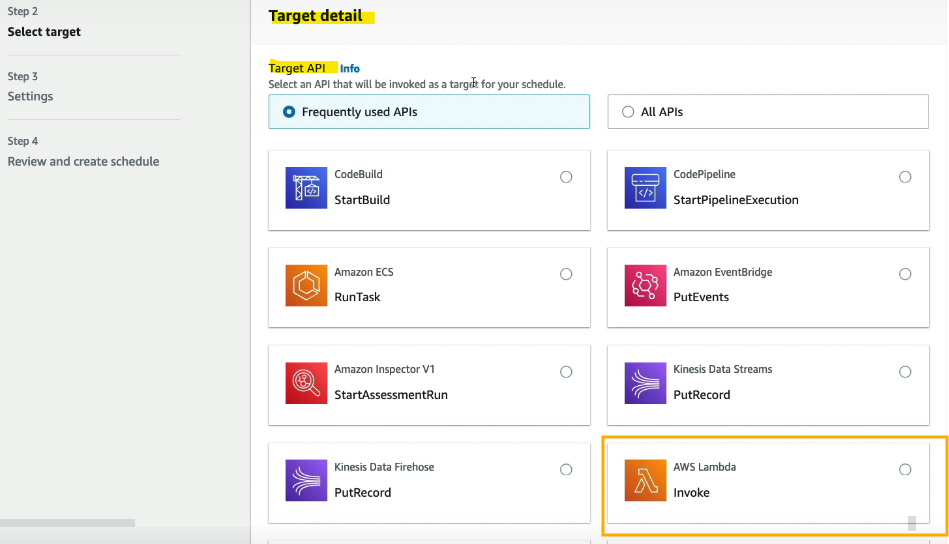 Step 2
Select target
Step 3
Settings
Step 4
Review and create schedule
Target detail
Target API Info
Select an API that will be invoked as a target for your schedule.
Frequently used APIs
All APIs
CodeBuild
StartBuild
CodePipeline
StartPipelineExecution
Amazon ECS
RunTask
Amazon EventBridge
PutEvents
Amazon Inspector V1
StartAssessmentRun
Kinesis Data Streams
PutRecord
Kinesis Data Firehose
PutRecord
AWS Lambda
Invoke